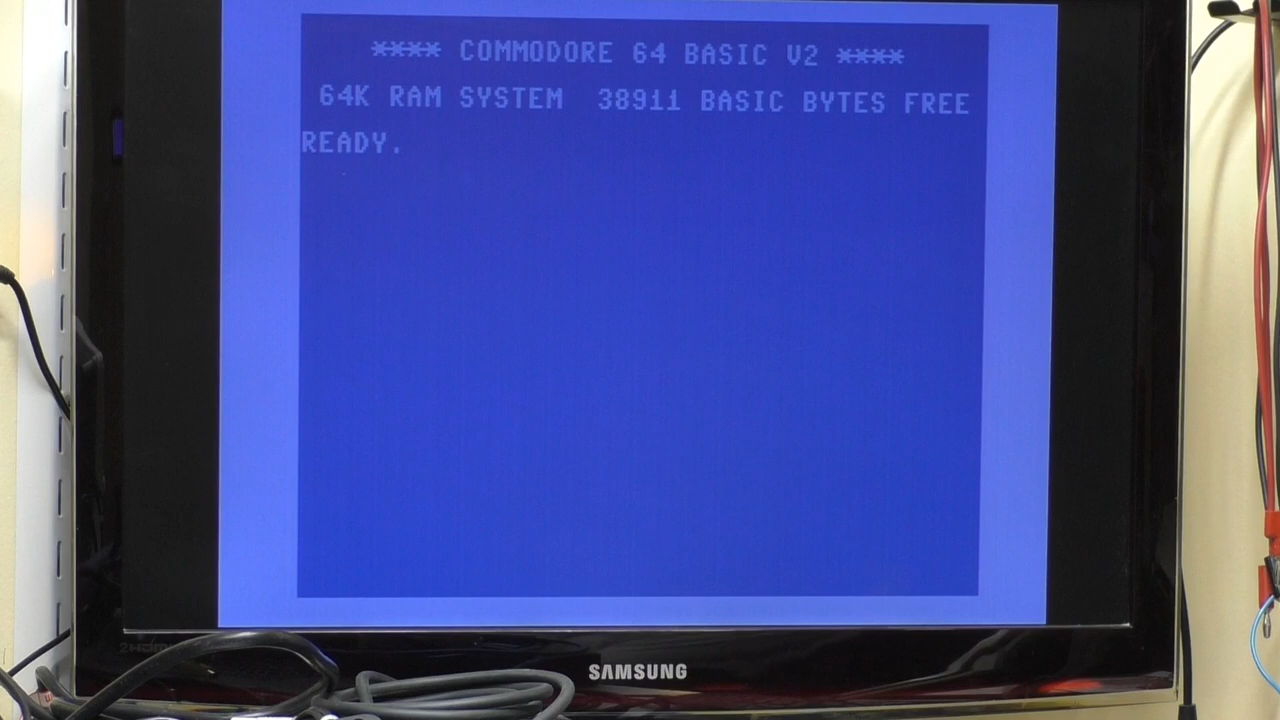 **** COMMODORE 64 BASIC V2 ****
64K RAM SYSTEM  38911 BASIC BYTES FREE
READY.
SAMSUNG